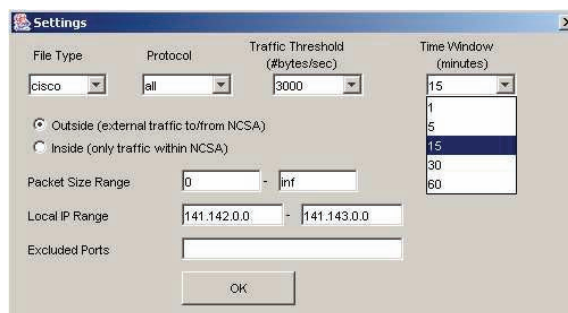 Settings
File Type
Protocol
Traffic Threshold
(#bytes/sec)
Time Window
(minutes)
cisco
all
3000
15
1
5
15
30
60
Outside (external traffic to/from NCSA)
Inside (only traffic within NCSA)
Packet Size Range
0 - inf
Local IP Range
141.142.0.0 - 141.143.0.0
Excluded Ports
OK